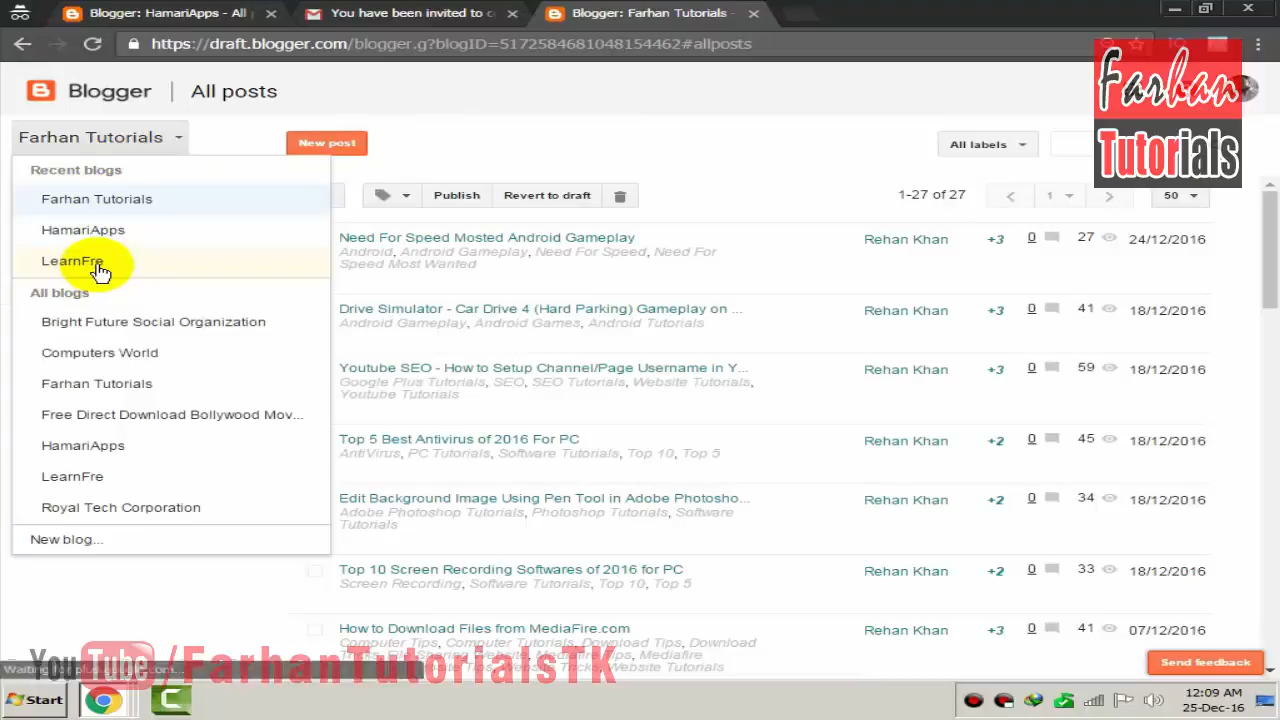 Blogger: HamariApps - All
You have been invited to c
Blogger: Farhan Tutorials -
https://draft.blogger.com/blogger.g?blogID=5172584681048154462#allposts
Blogger | All posts
Farhan Tutorials
New post
All labels
Farhan
Tutorials
Recent blogs
Farhan Tutorials
HamariApps
LearnFre
All blogs
Bright Future Social Organization
Computers World
Farhan Tutorials
Free Direct Download Bollywood Mov...
HamariApps
LearnFre
Royal Tech Corporation
New blog...
Publish
Revert to draft
1-27 of 27
1
50
Need For Speed Mosted Android Gameplay
Android, Android Gameplay, Need For Speed, Need For
Speed Most Wanted
Rehan Khan +3 0 27 24/12/2016
Drive Simulator - Car Drive 4 (Hard Parking) Gameplay on ...
Android Gameplay, Android Games, Android Tutorials
Rehan Khan +3 0 41 18/12/2016
Youtube SEO - How to Setup Channel/Page Username in Y...
Google Plus Tutorials, SEO, SEO Tutorials, Website Tutorials,
Youtube Tutorials
Rehan Khan +3 0 59 18/12/2016
Top 5 Best Antivirus of 2016 For PC
AntiVirus, PC Tutorials, Software Tutorials, Top 10, Top 5
Rehan Khan +2 0 45 18/12/2016
Edit Background Image Using Pen Tool in Adobe Photosho...
Adobe Photoshop Tutorials, Photoshop Tutorials, Software
Tutorials
Rehan Khan +2 0 34 18/12/2016
Top 10 Screen Recording Softwares of 2016 for PC
Screen Recording, Software Tutorials, Top 10, Top 5
Rehan Khan +2 0 33 18/12/2016
How to Download Files from MediaFire.com
Computer Tips, Computer Tutorials, Download Tips, Download
Website Tutorials
Rehan Khan +3 0 41 07/12/2016
Send feedback
YouTube /FarhanTutorialsTK
Waiting for
Start
12:09 AM
25-Dec-16